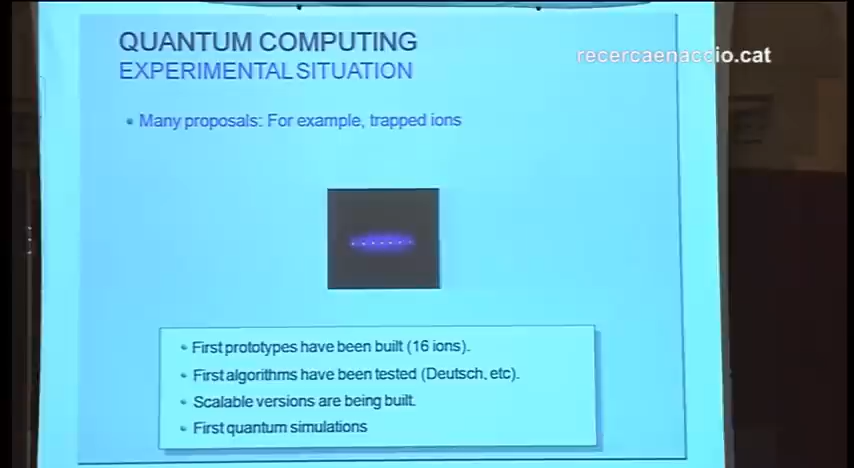 QUANTUM COMPUTING
recercaenaccio.cat
EXPERIMENTAL SITUATION
• Many proposals: For example, trapped ions
• First prototypes have been built (16 ions).
• First algorithms have been tested (Deutsch, etc).
• Scalable versions are being built.
• First quantum simulations